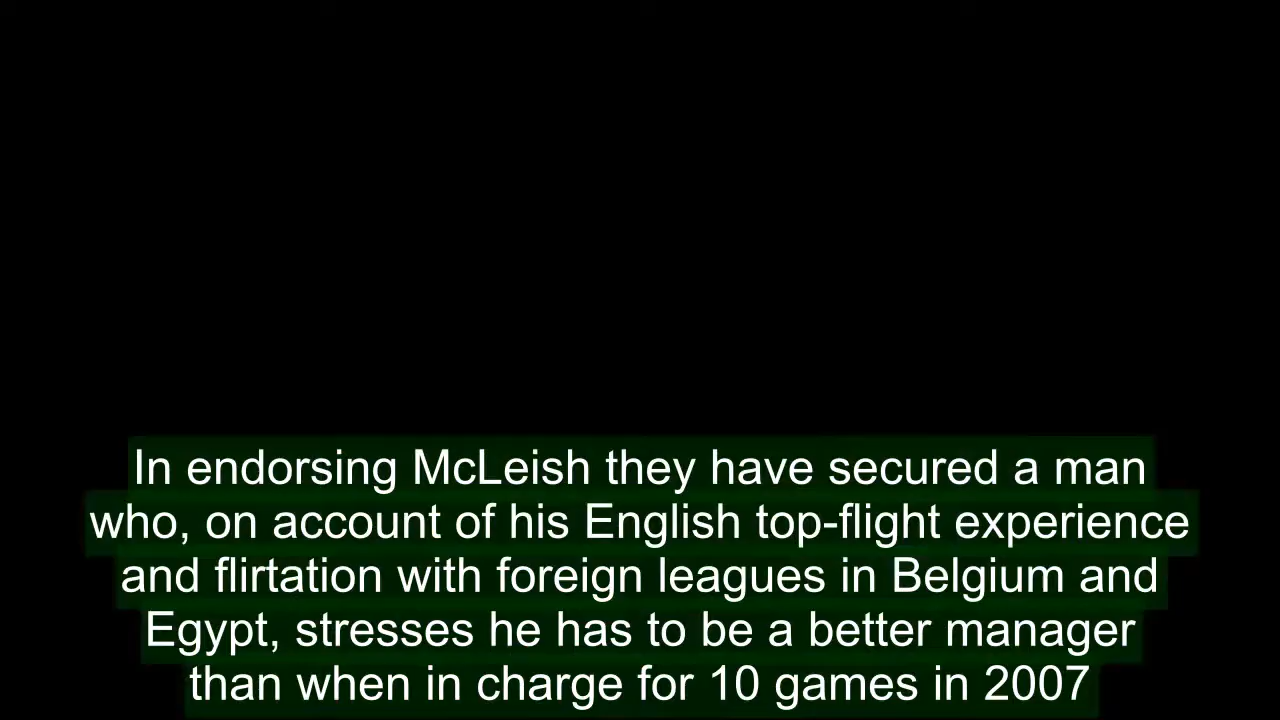 In endorsing McLeish they have secured a man
who, on account of his English top-flight experience
and flirtation with foreign leagues in Belgium and
Egypt, stresses he has to be a better manager
than when in charge for 10 games in 2007